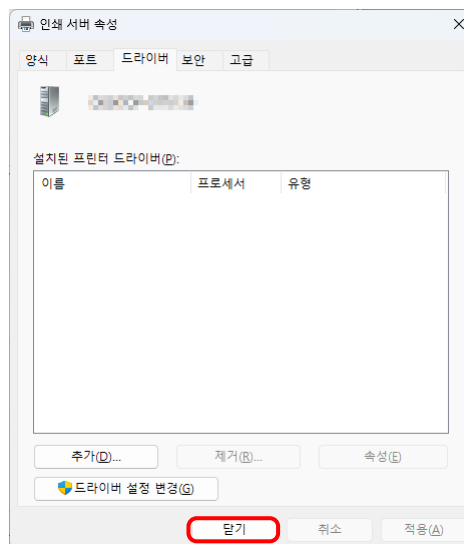 인쇄 서버 속성
양식 포트 드라이버 보안 고급
설치된 프린터 드라이버(P):
이름 프로세서 유형
추가(D)... 제거(R)... 속성(E)
드라이버 설정 변경(G)
닫기 취소 적용(A)